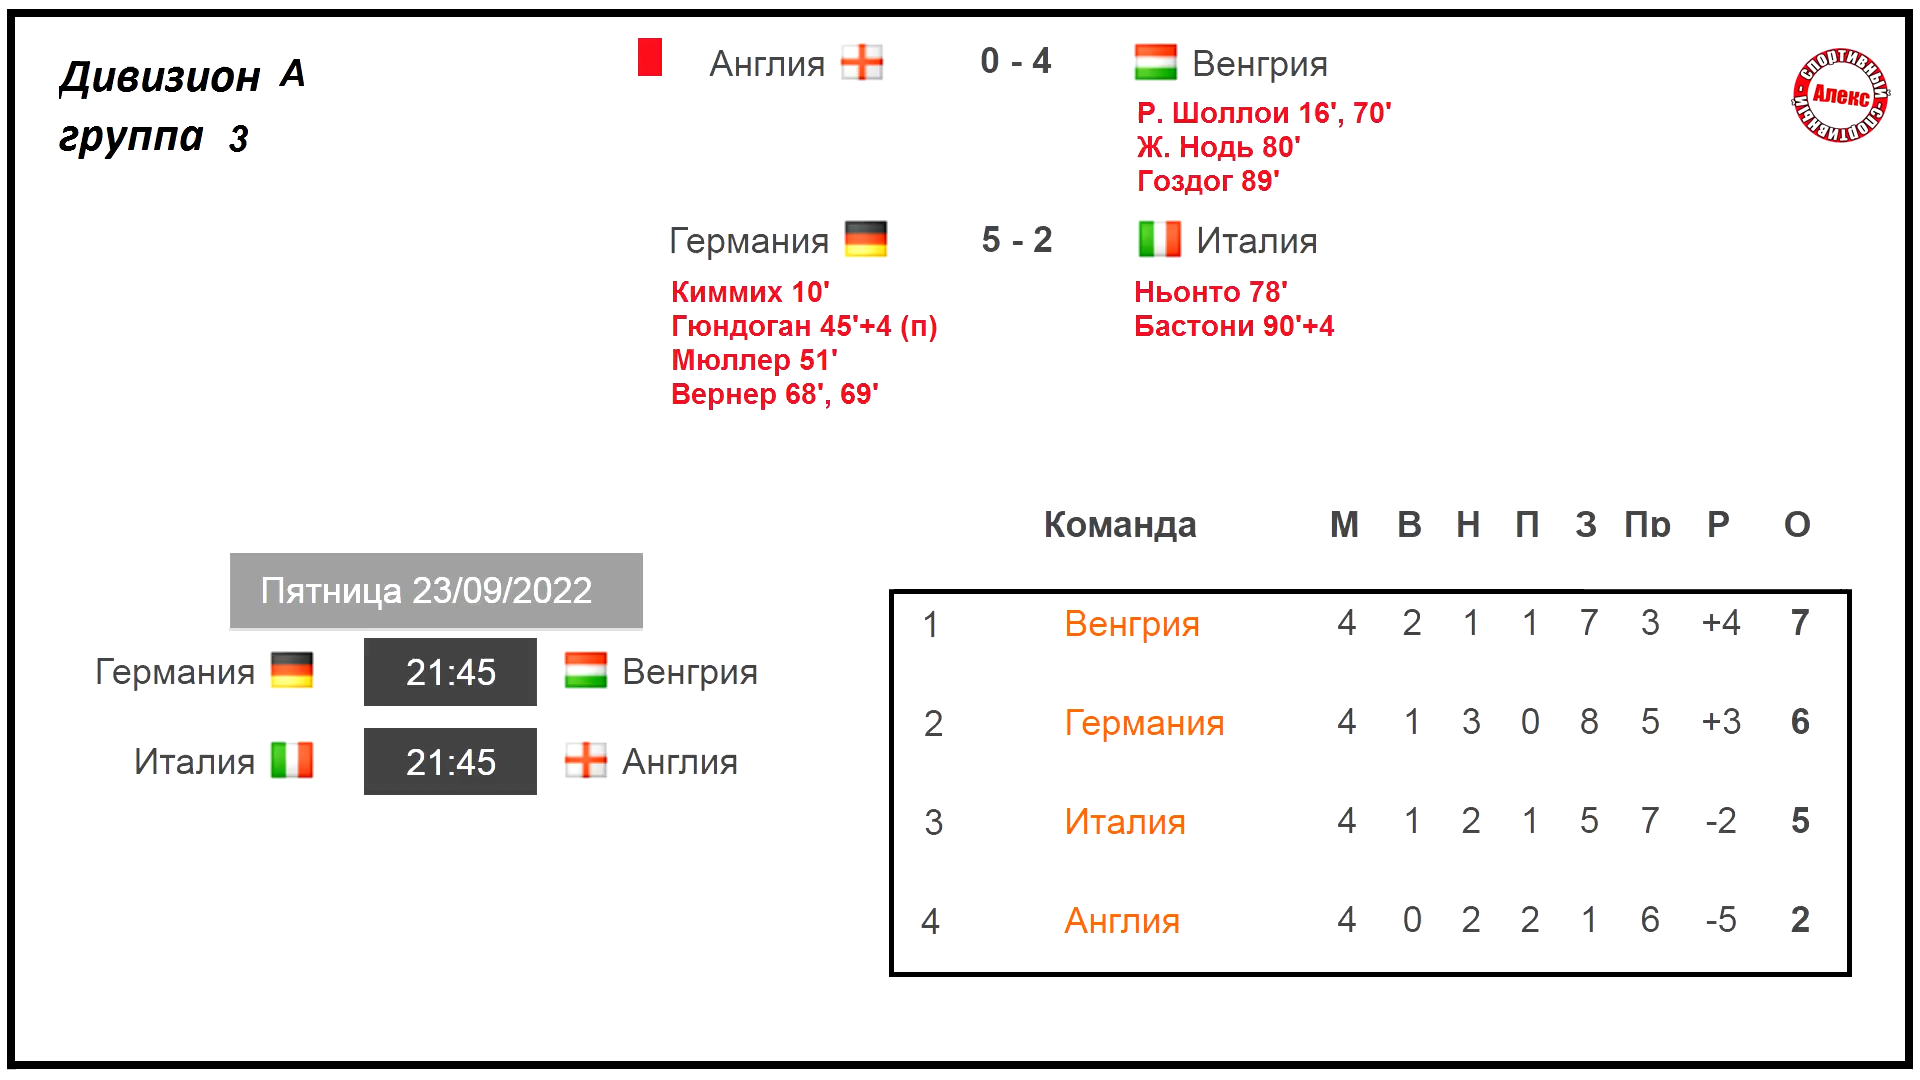 Дивизион А
группа 3
Англия 0 - 4 Венгрия
Р. Шоллои 16', 70'
Ж. Нодь 80'
Гоздог 89'
Германия 5 - 2 Италия
Киммих 10'
Гюндоган 45'+4 (п)
Мюллер 51'
Вернер 68', 69'
Ньонто 78'
Бастони 90'+4
СПОРТИВНЫЙ
Алекс
СПОРТИВНЫЙ
Пятница 23/09/2022
Германия 21:45 Венгрия
Италия 21:45 Англия
Команда М В Н П З Пр Р О
1 Венгрия 4 2 1 1 7 3 +4 7
2 Германия 4 1 3 0 8 5 +3 6
3 Италия 4 1 2 1 5 7 -2 5
4 Англия 4 0 2 2 1 6 -5 2